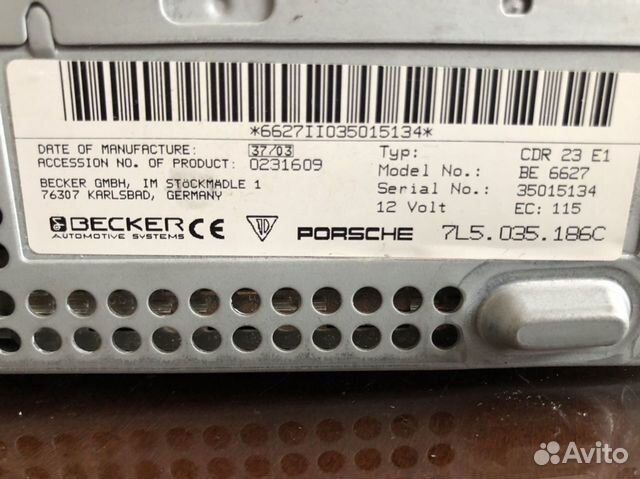 *6627II035015134*
DATE OF MANUFACTURE: 37/03
ACCESSION NO. OF PRODUCT: 0231609
BECKER GMBH, IM STOCKMÄDLE 1
76307 KARLSBAD, GERMANY
Typ: CDR 23 E1
Model No.: BE 6627
Serial No.: 35015134
12 Volt EC: 115
BECKER CE
AUTOMOTIVE SYSTEMS
PORSCHE 7L5.035.186C
Avito